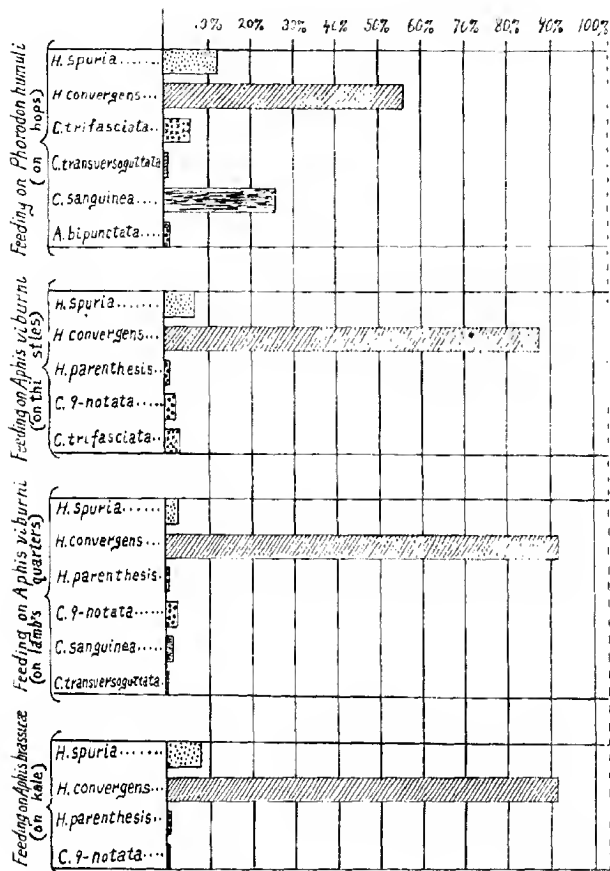 10% 20% 30% 40% 50% 60% 70% 80% 90% 100%
Feeding on Phorodon humuli
(on hops)
H. spuria.......
H convergens...
C. trifasciata...
C. transversoguttata
C. sanguinea....
A. bipunctata...
Feeding on Aphis viburni
(on thistles)
H. spuria.......
H convergens...
H. parenthesis..
C. 9-notata.....
C. trifasciata..
Feeding on Aphis viburni
(on lamb's quarters)
H. spuria.......
H. convergens...
H. parenthesis.
C. 9-notata.....
C. sanguinea....
C. transversoguttata
Feeding on Aphis brassicæ
(on kale)
H. spuria.......
H. convergens...
H. parenthesis..
C. 9-notata....